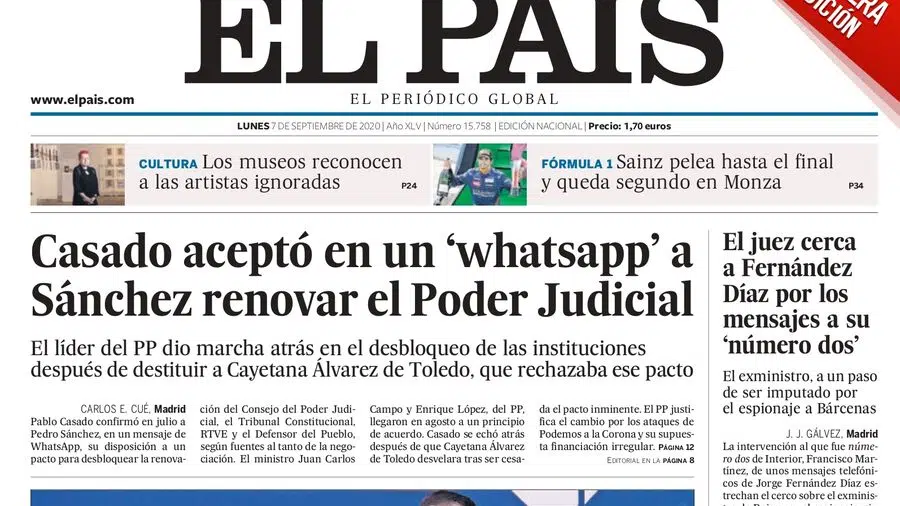 EL PAÍS
ERA
EDICIÓN
www.elpais.com
EL PERIÓDICO GLOBAL
LUNES 7 DE SEPTIEMBRE DE 2020 | Año XLV | Número 15.758 | EDICIÓN NACIONAL | Precio: 1,70 euros
CULTURA Los museos reconocen
a las artistas ignoradas P24
FÓRMULA 1 Sainz pelea hasta el final
y queda segundo en Monza P34
Casado aceptó en un ‘whatsapp’ a
Sánchez renovar el Poder Judicial
El líder del PP dio marcha atrás en el desbloqueo de las instituciones
después de destituir a Cayetana Álvarez de Toledo, que rechazaba ese pacto
CARLOS E. CUÉ, Madrid
Pablo Casado confirmó en julio a
Pedro Sánchez, en un mensaje de
WhatsApp, su disposición a un
pacto para desbloquear la renova-
ción del Consejo del Poder Judi-
cial, el Tribunal Constitucional,
RTVE y el Defensor del Pueblo,
según fuentes al tanto de la nego-
ciación. El ministro Juan Carlos
Campo y Enrique López, del PP,
llegaron en agosto a un principio
de acuerdo. Casado se echó atrás
después de que Cayetana Álvarez
de Toledo desvelara tras ser cesa-
da el pacto inminente. El PP justi-
fica el cambio por los ataques de
Podemos a la Corona y su supues-
ta financiación irregular. PÁGINA 12
EDITORIAL EN LA PÁGINA 8
El juez cerca
a Fernández
Díaz por los
mensajes a su
‘número dos’
El exministro, a un paso
de ser imputado por
el espionaje a Bárcenas
J. J. GÁLVEZ, Madrid
La intervención al que fue número
dos de Interior, Francisco Mar-
tínez, de unos mensajes telefóni-
cos de Jorge Fernández Díaz es-
trechan el cerco sobre el exminis-